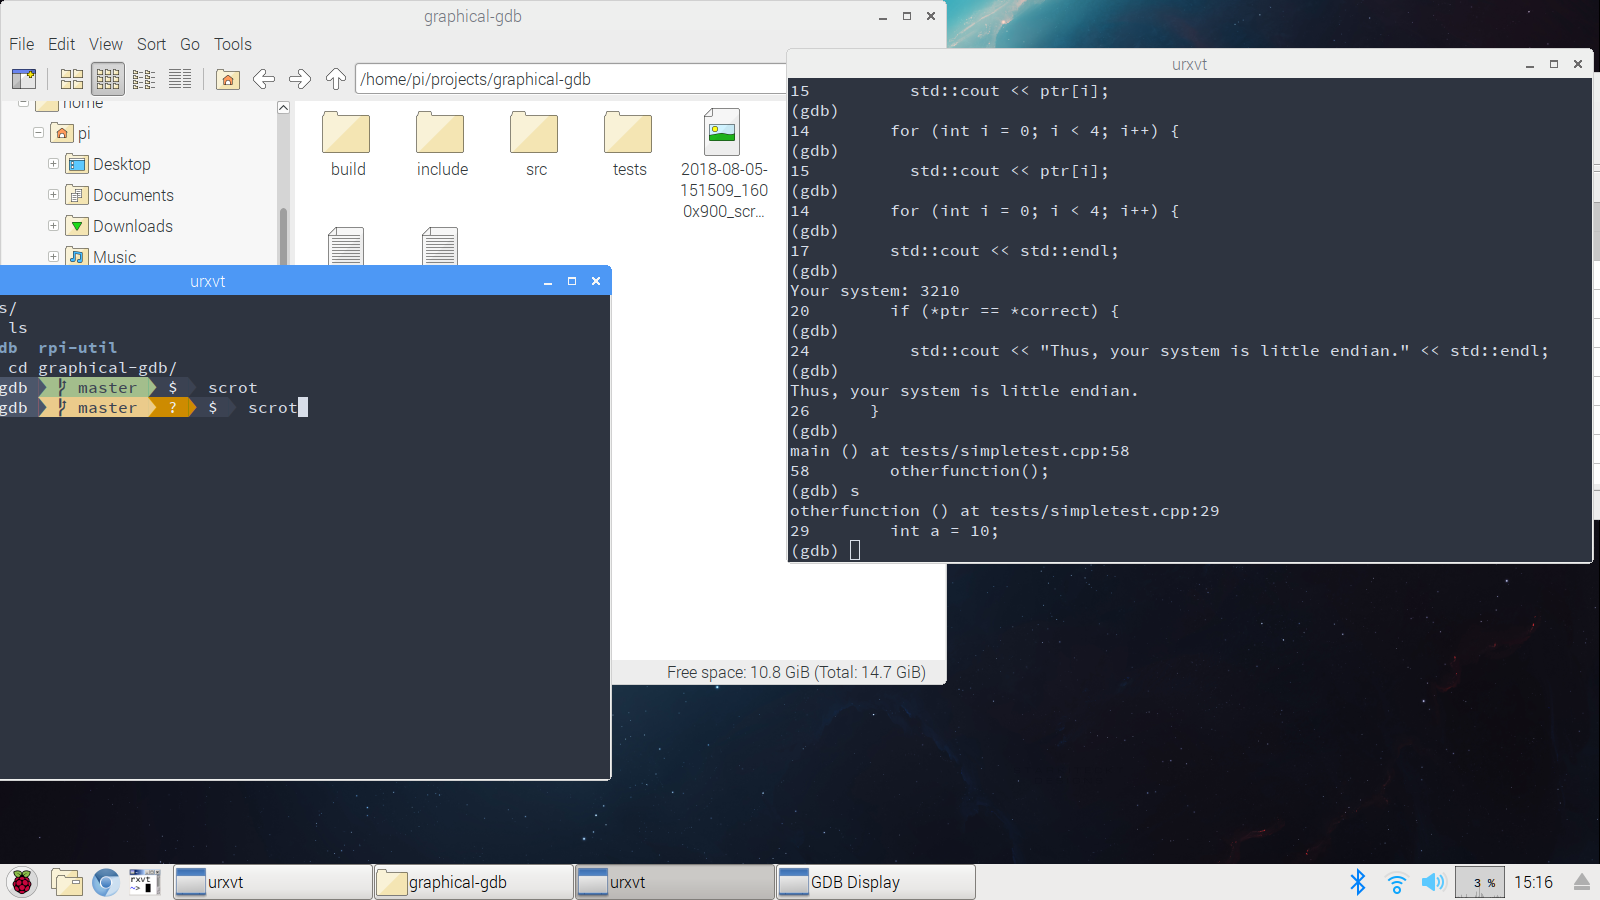 graphical-gdb
File Edit View Sort Go Tools
/home/pi/projects/graphical-gdb
home
pi
Desktop
Documents
Downloads
Music
build
include
src
tests
2018-08-05-
151509_160
0x900_scr...
Free space: 10.8 GiB (Total: 14.7 GiB)
urxvt
s/
ls
db rpi-util
cd graphical-gdb/
gdb master $ scrot
gdb master ? $ scrot
urxvt
15 std::cout << ptr[i];
(gdb)
14 for (int i = 0; i < 4; i++) {
(gdb)
15 std::cout << ptr[i];
(gdb)
14 for (int i = 0; i < 4; i++) {
(gdb)
17 std::cout << std::endl;
(gdb)
Your system: 3210
20 if (*ptr == *correct) {
(gdb)
24 std::cout << "Thus, your system is little endian." << std::endl;
(gdb)
Thus, your system is little endian.
26 }
(gdb)
main () at tests/simpletest.cpp:58
58 otherfunction();
(gdb) s
otherfunction () at tests/simpletest.cpp:29
29 int a = 10;
(gdb)
rxvt
~>
urxvt
graphical-gdb
urxvt
GDB Display
3 %
15:16